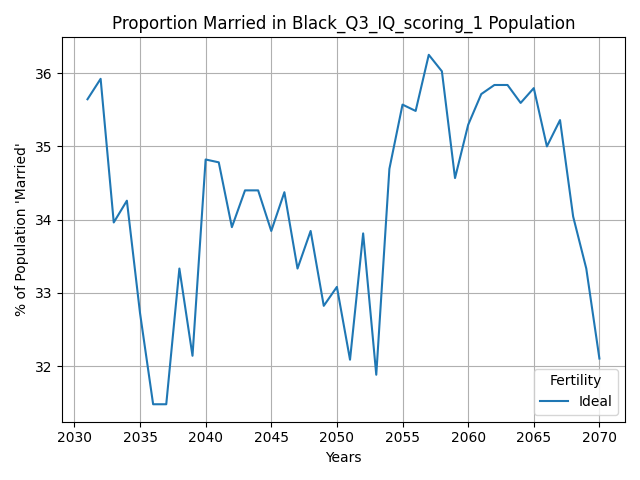 Proportion Married in Black_Q3_IQ_scoring_1 Population
% of Population 'Married'
36
35
34
33
32
Fertility
Ideal
2030 2035 2040 2045 2050 2055 2060 2065 2070
Years